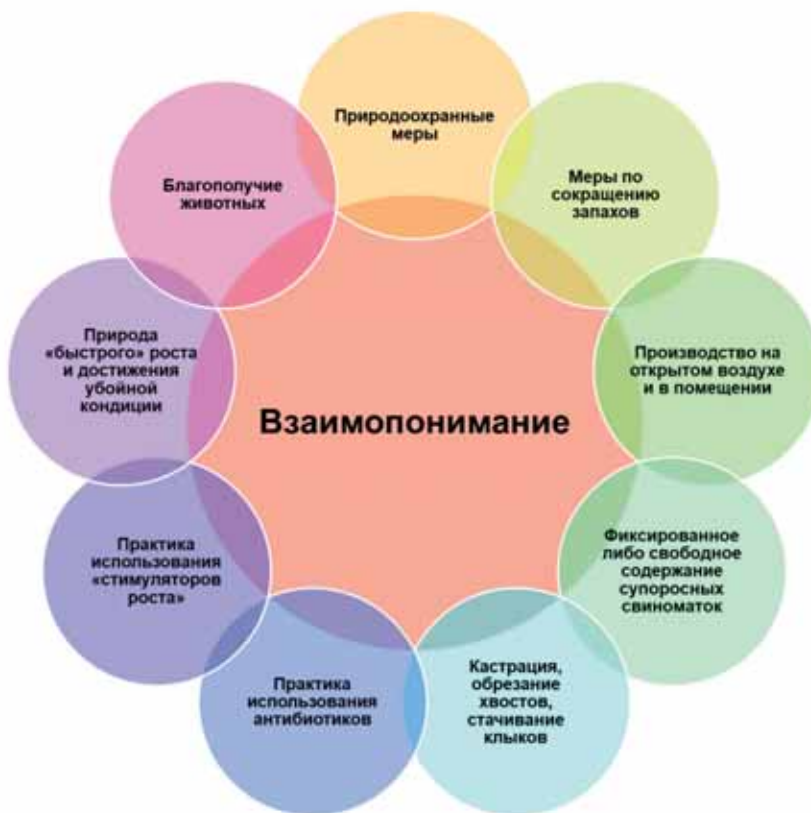 Природоохранные
меры
Меры по
сокращению
запахов
Производство на
открытом воздухе
и в помещении
Фиксированное
либо свободное
содержание
супоросных
свиноматок
Кастрация,
обрезание
хвостов,
стачивание
клыков
Практика
использования
антибиотиков
Практика
использования
«стимуляторов
роста»
Природа
«быстрого» роста
и достижения
убойной
кондиции
Благополучие
животных
Взаимопонимание